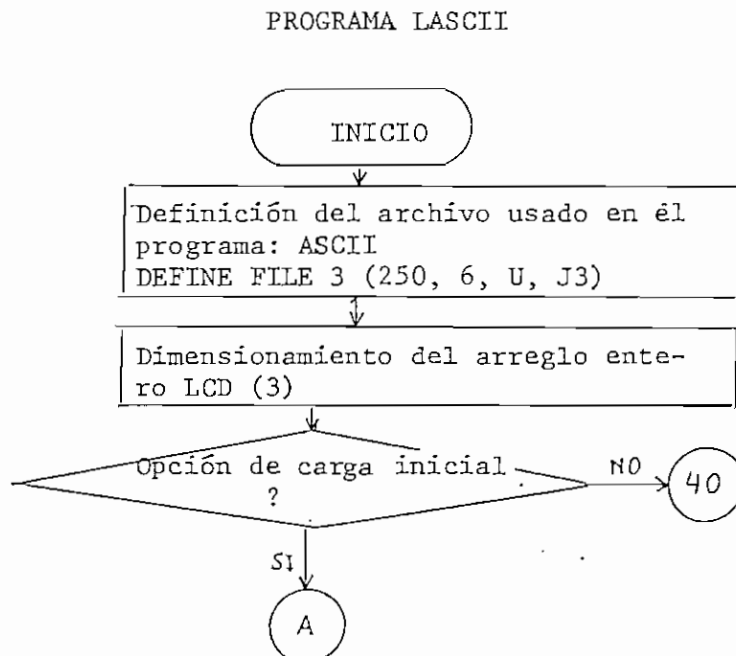 PROGRAMA LASCII
INICIO
Definición del archivo usado en el
programa: ASCII
DEFINE FILE 3 (250, 6, U, J3)
Dimensionamiento del arreglo ente-
ro LCD (3)
Opción de carga inicial
?
NO
40
SI
A